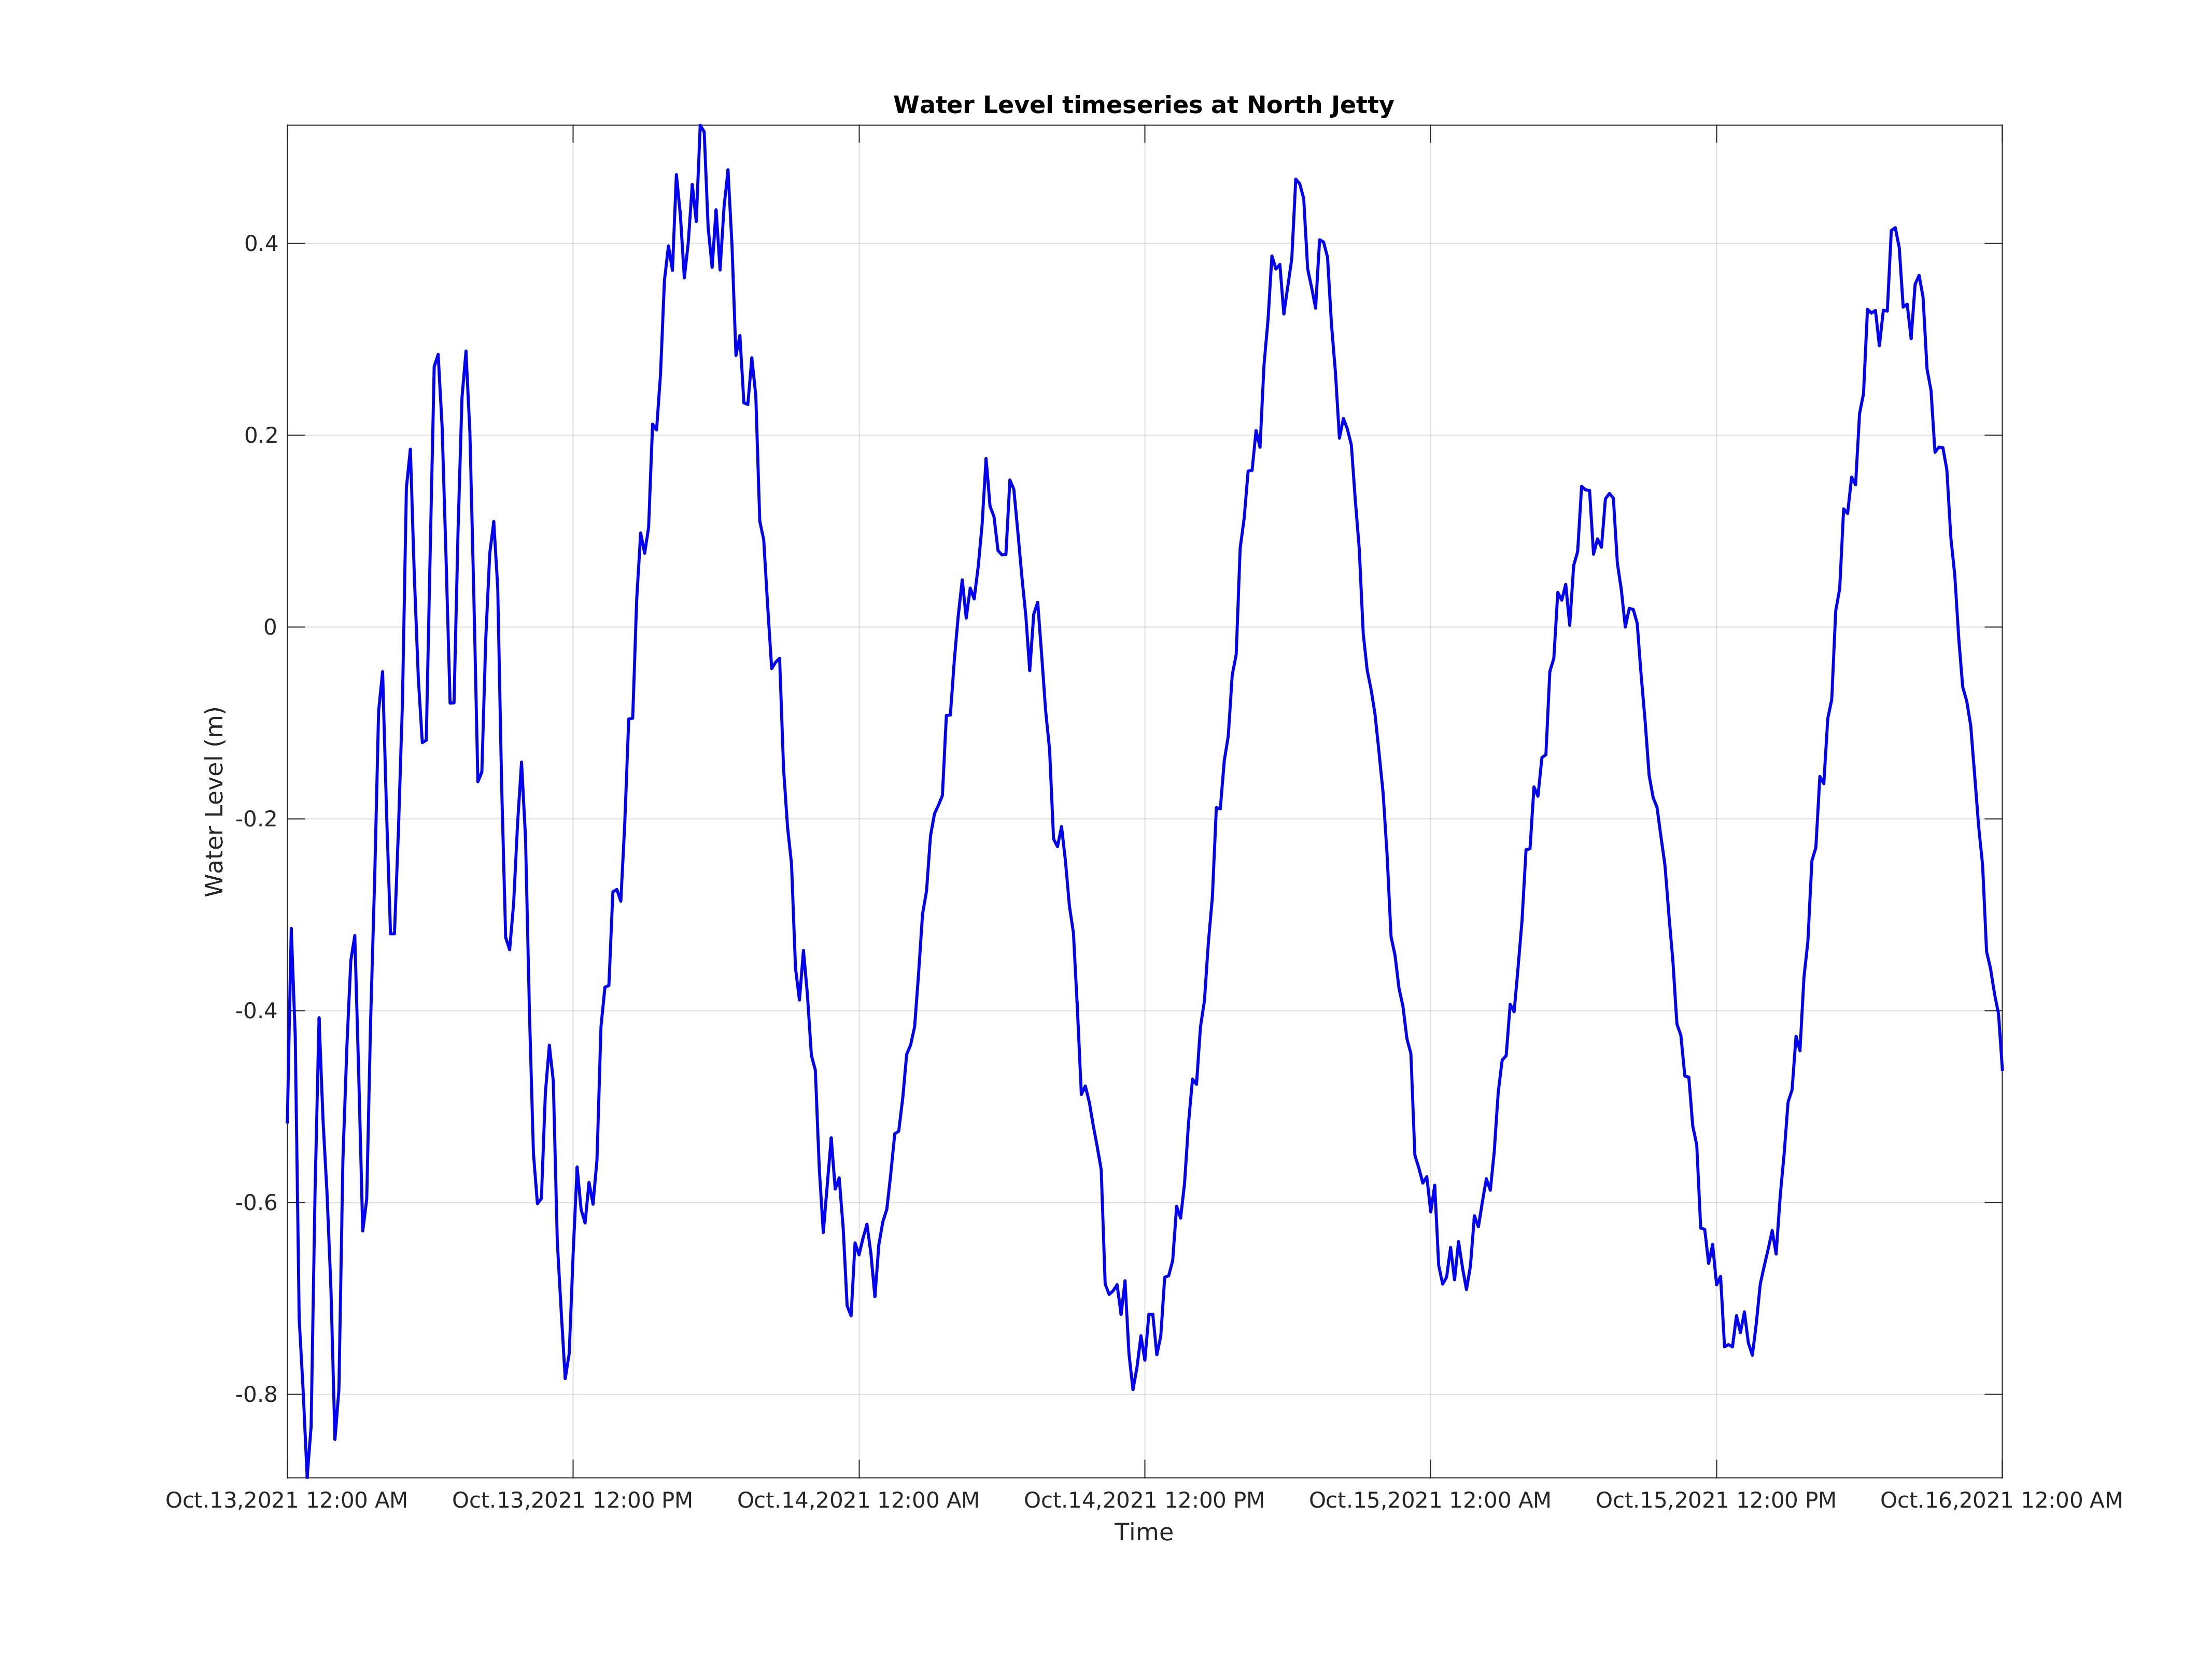 Water Level timeseries at North Jetty
Water Level (m)
0.4
0.2
0
-0.2
-0.4
-0.6
-0.8
Oct.13,2021 12:00 AM
Oct.13,2021 12:00 PM
Oct.14,2021 12:00 AM
Oct.14,2021 12:00 PM
Oct.15,2021 12:00 AM
Oct.15,2021 12:00 PM
Oct.16,2021 12:00 AM
Time